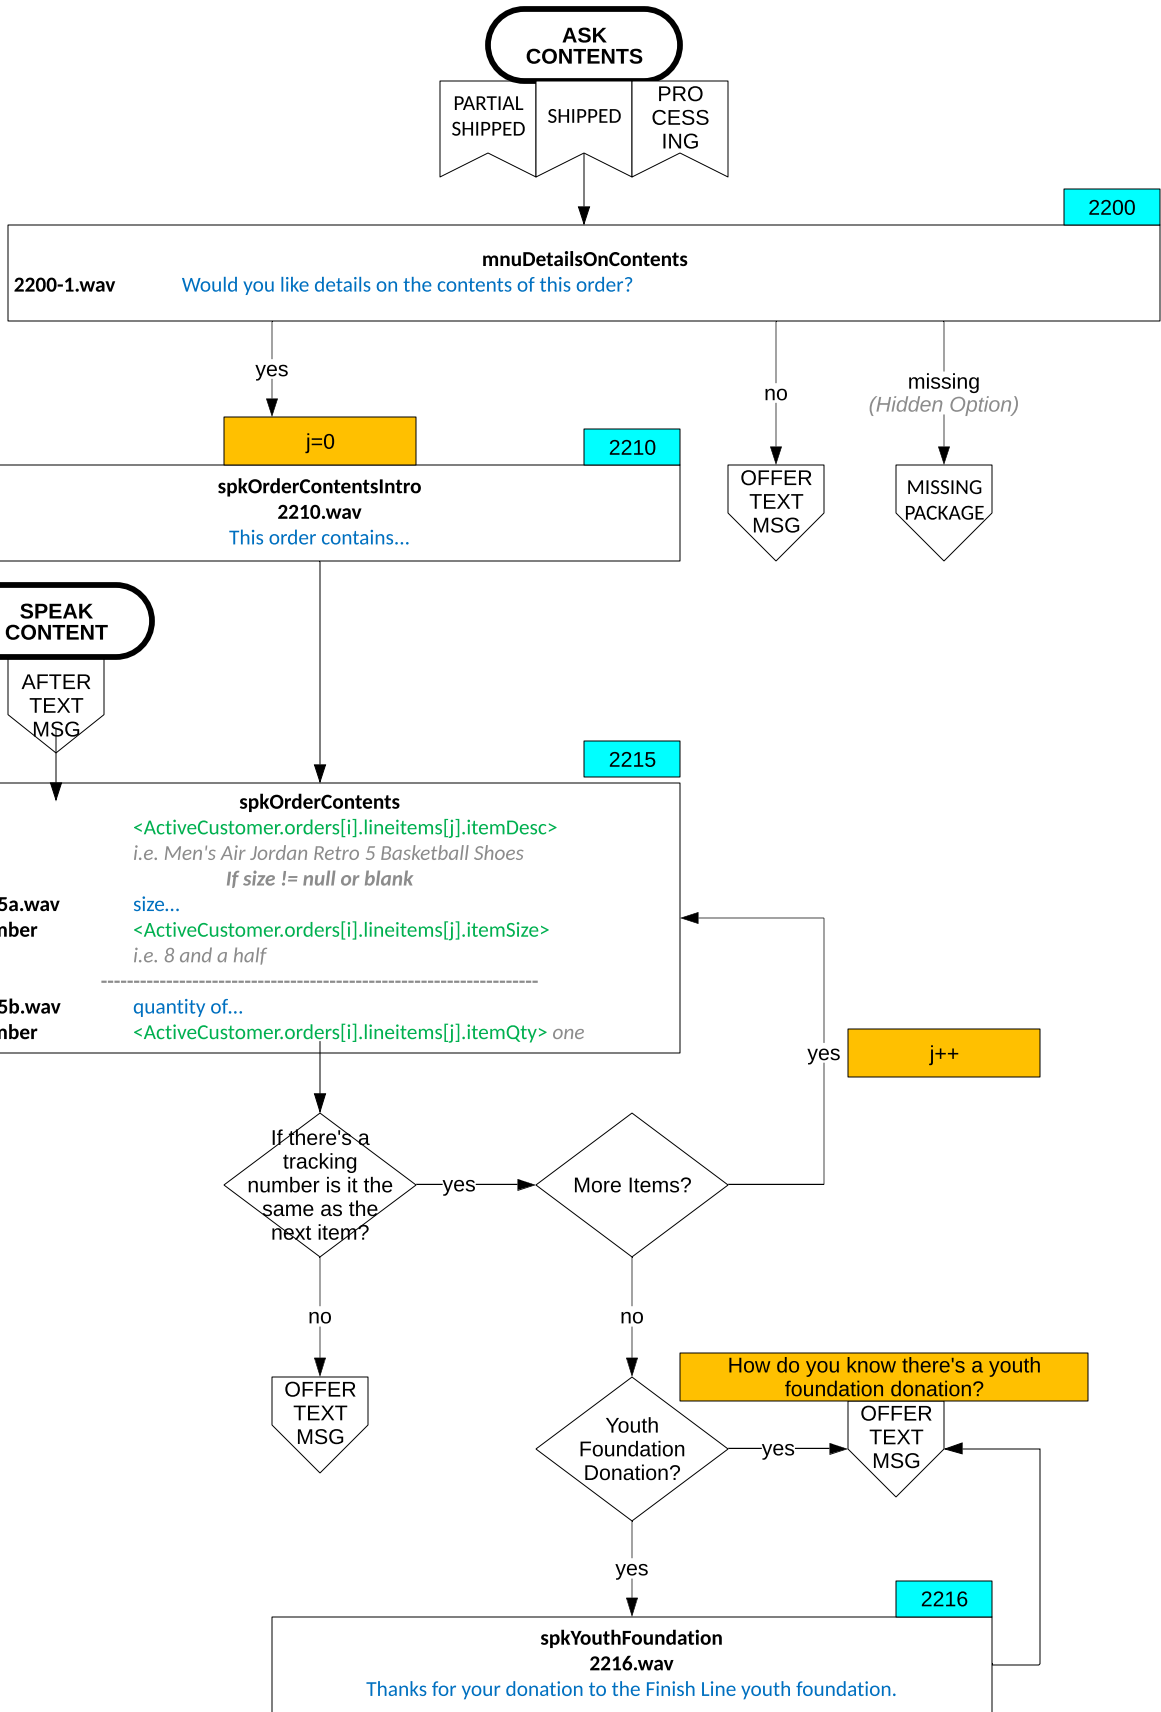 ASK
CONTENTS
PARTIAL
SHIPPED
SHIPPED
PRO
CESS
ING
2200
mnuDetailsOnContents
2200-1.wav Would you like details on the contents of this order?
yes
no
missing
(Hidden Option)
j=0
2210
spkOrderContentsIntro
2210.wav
This order contains...
OFFER
TEXT
MSG
MISSING
PACKAGE
SPEAK
CONTENT
AFTER
TEXT
MSG
2215
spkOrderContents
<ActiveCustomer.orders[i].lineitems[j].itemDesc>
i.e. Men's Air Jordan Retro 5 Basketball Shoes
If size != null or blank
5a.wav size...
mber <ActiveCustomer.orders[i].lineitems[j].itemSize>
i.e. 8 and a half
-------------------------------------------------------------------
5b.wav quantity of...
mber <ActiveCustomer.orders[i].lineitems[j].itemQty> one
yes
j++
If there's a
tracking
number is it the
same as the
next item?
yes
More Items?
no
no
OFFER
TEXT
MSG
How do you know there's a youth
foundation donation?
Youth
Foundation
Donation?
yes
OFFER
TEXT
MSG
yes
2216
spkYouthFoundation
2216.wav
Thanks for your donation to the Finish Line youth foundation.